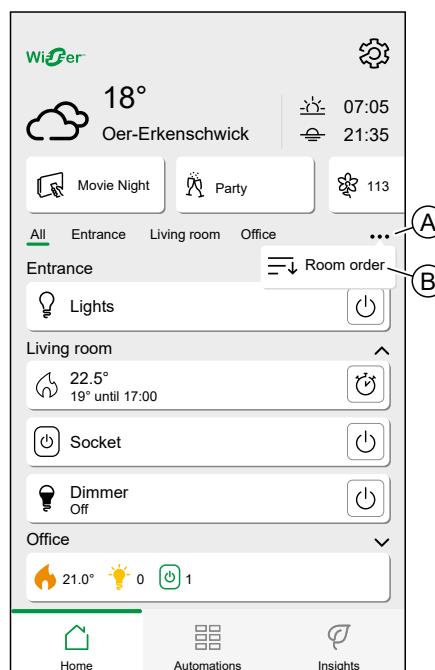 Wiser
18°
07:05
Oer-Erkenschwick
21:35
Movie Night
Party
113
All Entrance Living room Office
A
Room order
B
Entrance
Lights
Living room
22.5°
19° until 17:00
Socket
Dimmer
Off
Office
21.0° 0 1
Home Automations Insights